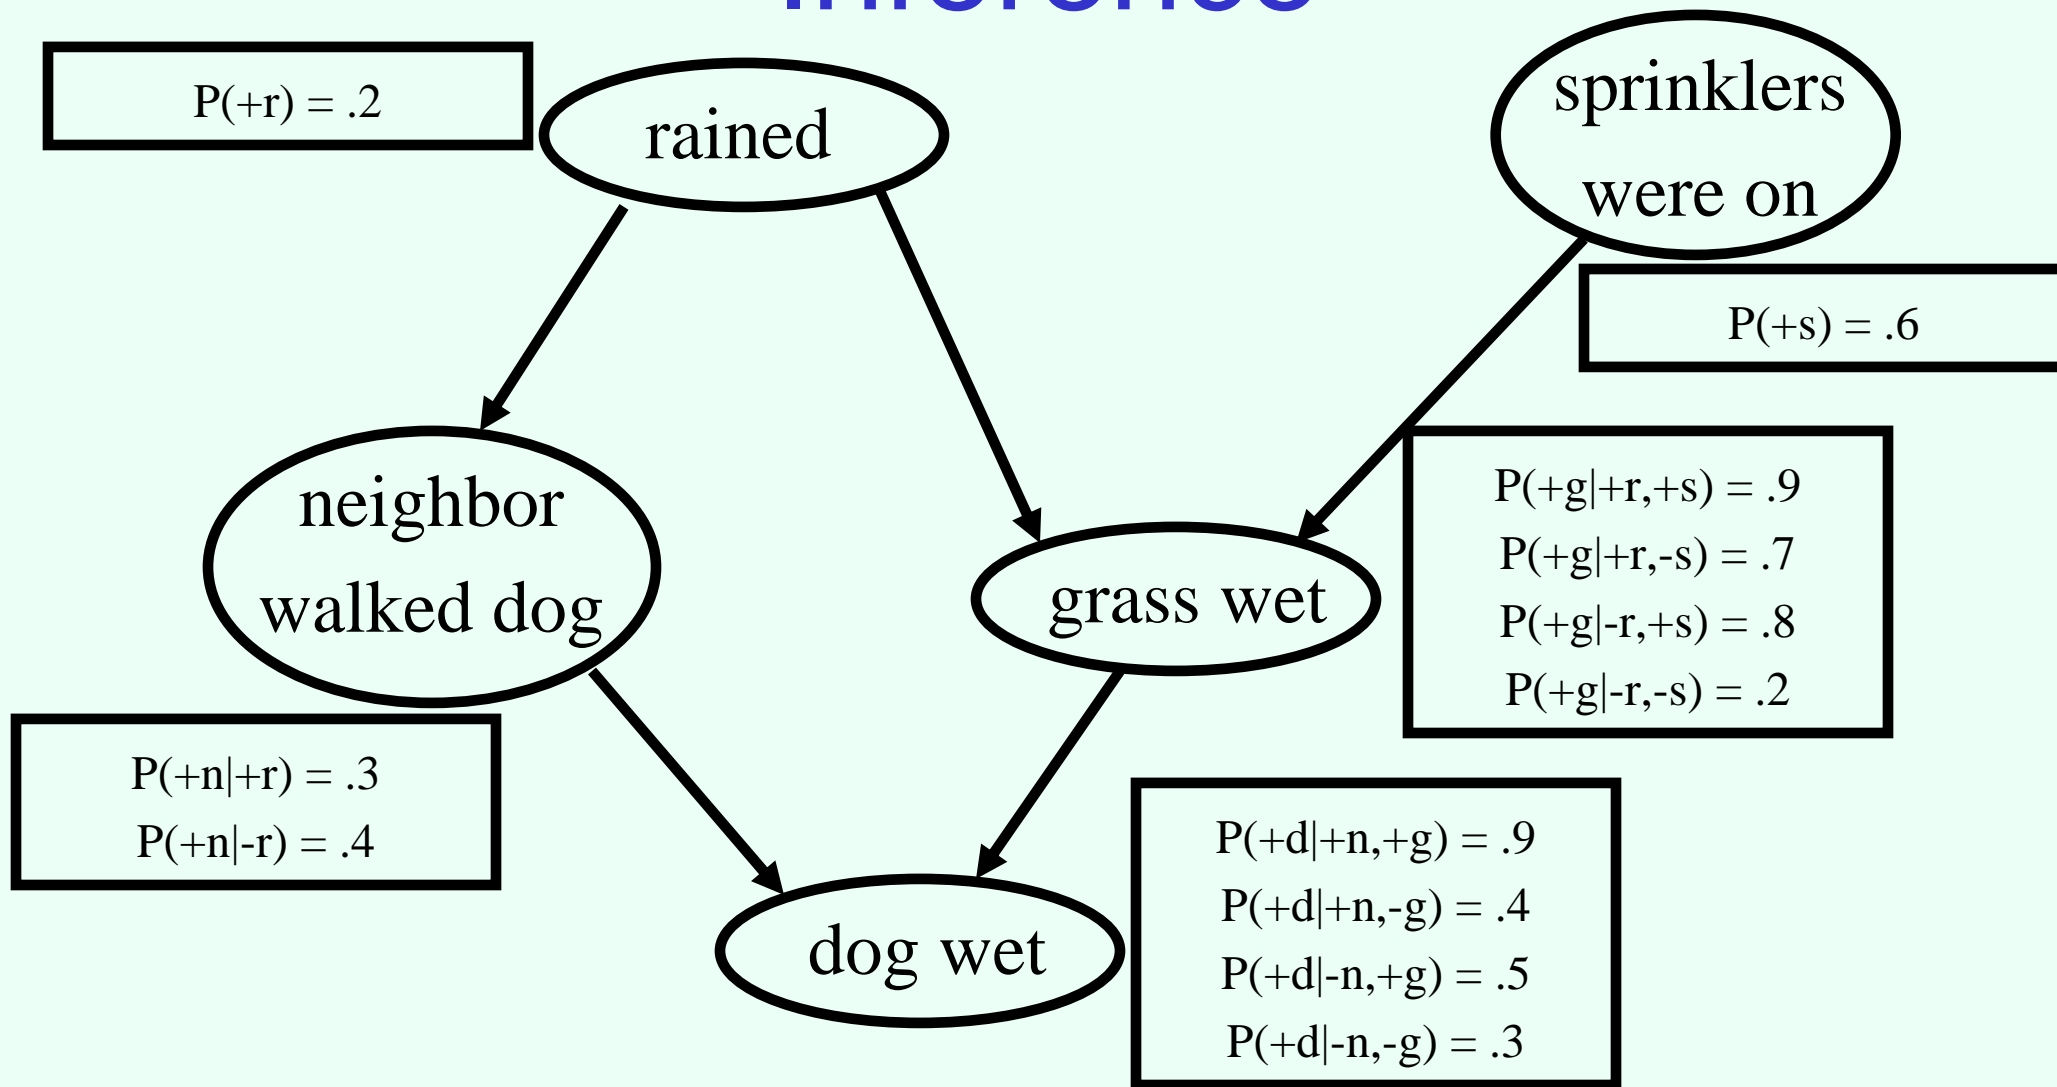 Inference
P(+r) = .2
rained
sprinklers
were on
P(+s) = .6
neighbor
walked dog
grass wet
P(+g|+r,+s) = .9
P(+g|+r,-s) = .7
P(+g|-r,+s) = .8
P(+g|-r,-s) = .2
P(+n|+r) = .3
P(+n|-r) = .4
dog wet
P(+d|+n,+g) = .9
P(+d|+n,-g) = .4
P(+d|-n,+g) = .5
P(+d|-n,-g) = .3